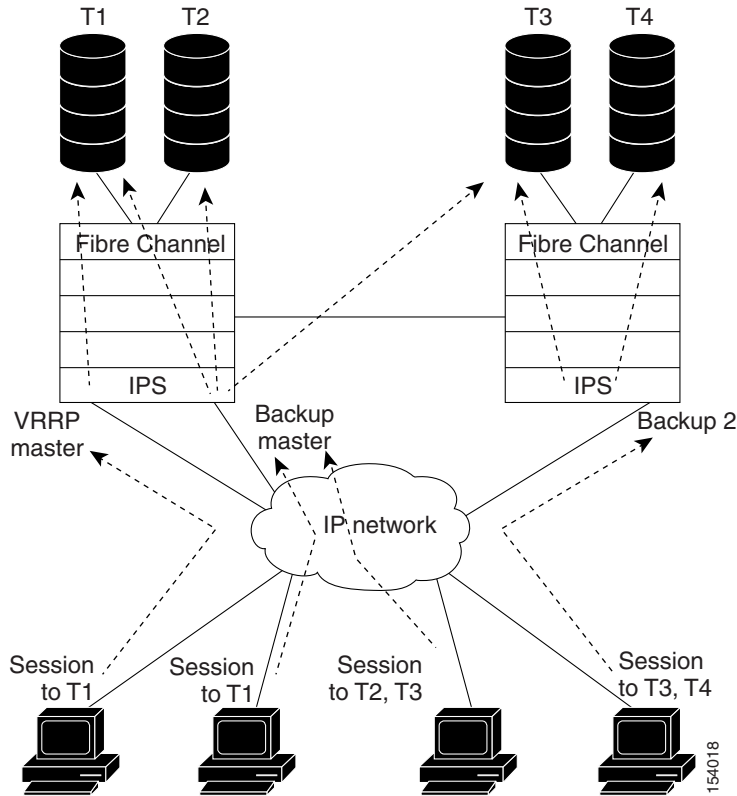 T1
T2
T3
T4
Fibre Channel
Fibre Channel
IPS
IPS
VRRP
master
Backup
master
Backup 2
IP network
Session
to T1
Session
to T1
Session
to T2, T3
Session
to T3, T4
154018